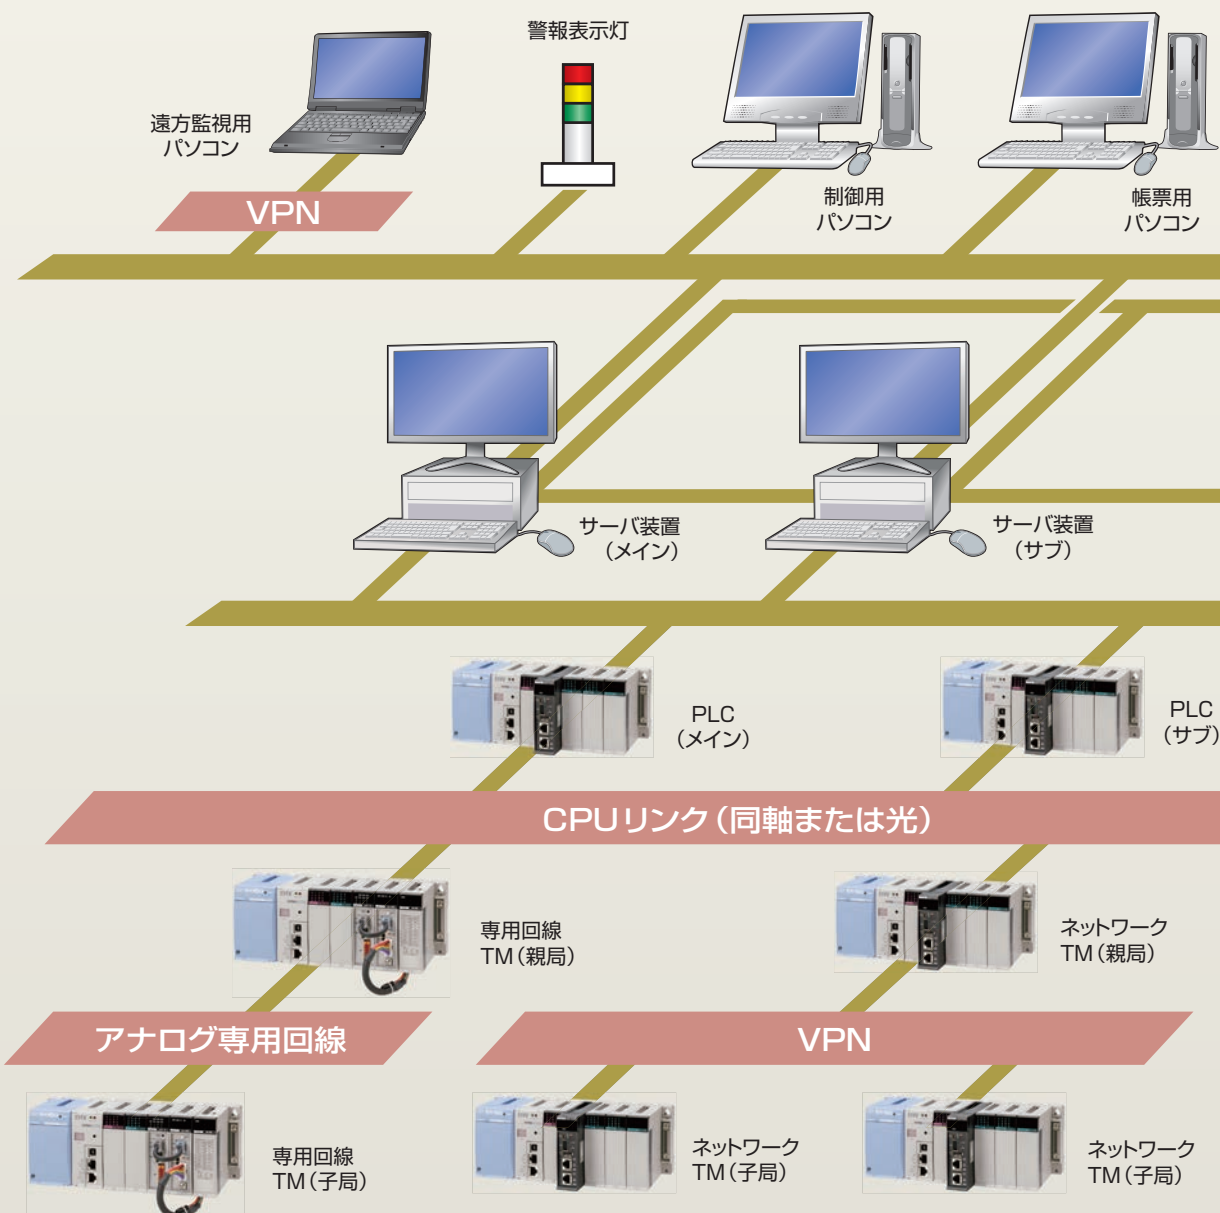 警報表示灯
遠方監視用
パソコン
VPN
制御用
パソコン
帳票用
パソコン
サーバ装置
（メイン）
サーバ装置
（サブ）
PLC
（メイン）
PLC
（サブ）
CPUリンク（同軸または光）
専用回線
TM（親局）
ネットワーク
TM（親局）
アナログ専用回線
VPN
専用回線
TM（子局）
ネットワーク
TM（子局）
ネットワーク
TM（子局）